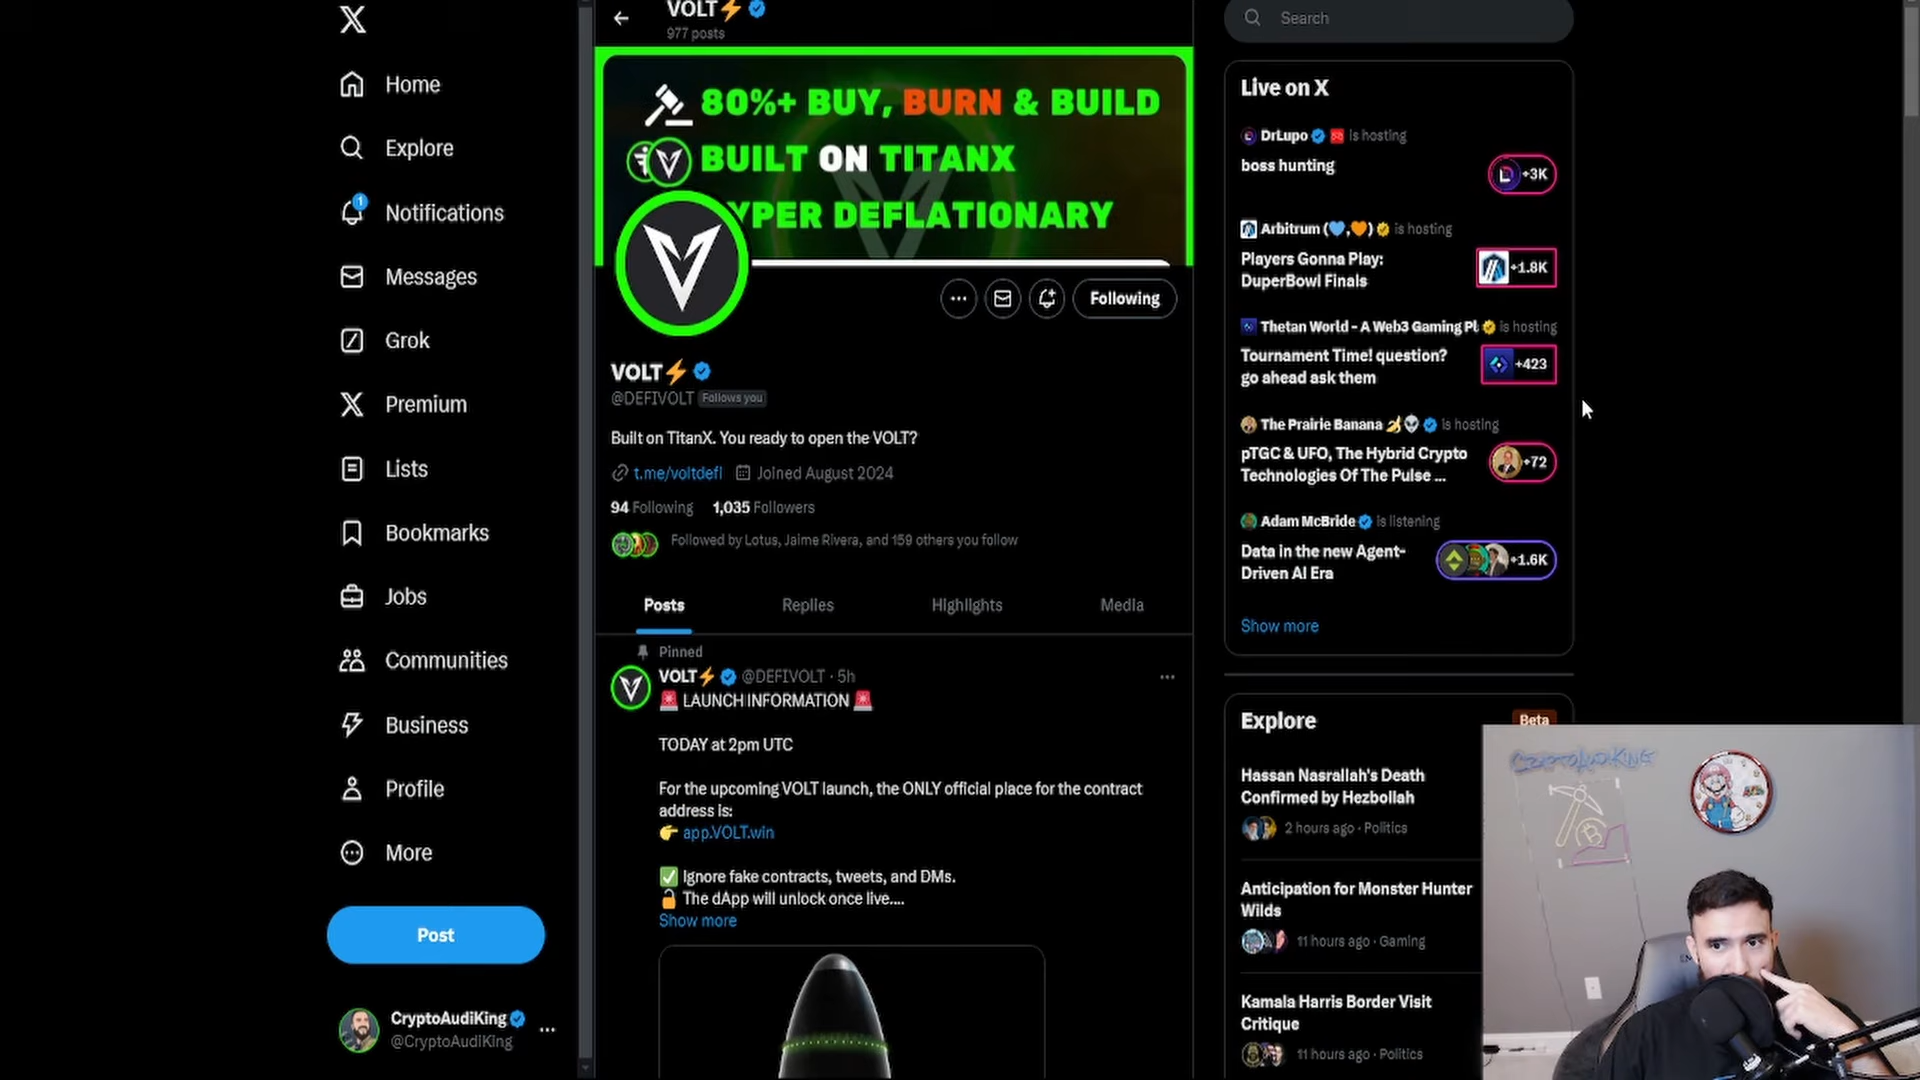 Home
Explore
1
Notifications
Messages
Grok
Premium
Lists
Bookmarks
Jobs
Communities
Business
Profile
More
Post
CryptoAudiKing
@CryptoAudiKing
VOLT⚡
977 posts
80%+ BUY, BURN & BUILD
BUILT ON TITANX
YPER DEFLATIONARY
Following
VOLT⚡
@DEFIVOLT Follows you
Built on TitanX. You ready to open the VOLT?
t.me/voltdefi Joined August 2024
94 Following 1,035 Followers
Followed by Lotus, Jaime Rivera, and 159 others you follow
Posts Replies Highlights Media
Pinned
VOLT⚡ @DEFIVOLT · 5h
🚨 LAUNCH INFORMATION 🚨
TODAY at 2pm UTC
For the upcoming VOLT launch, the ONLY official place for the contract
address is:
👉 app.VOLT.win
✅ Ignore fake contracts, tweets, and DMs.
🔓 The dApp will unlock once live....
Show more
Search
Live on X
DrLupo is hosting
boss hunting
+3K
Arbitrum (💙,🧡) is hosting
Players Gonna Play:
DuperBowl Finals
+1.8K
Thetan World - A Web3 Gaming Pl is hosting
Tournament Time! question?
go ahead ask them
+423
The Prairie Banana 🍌👽 is hosting
pTGC & UFO, The Hybrid Crypto
Technologies Of The Pulse ...
+72
Adam McBride is listening
Data in the new Agent-
Driven AI Era
+1.6K
Show more
Explore Beta
Hassan Nasrallah's Death
Confirmed by Hezbollah
2 hours ago · Politics
Anticipation for Monster Hunter
Wilds
11 hours ago · Gaming
Kamala Harris Border Visit
Critique
11 hours ago · Politics
CRYPTOAUDIKING